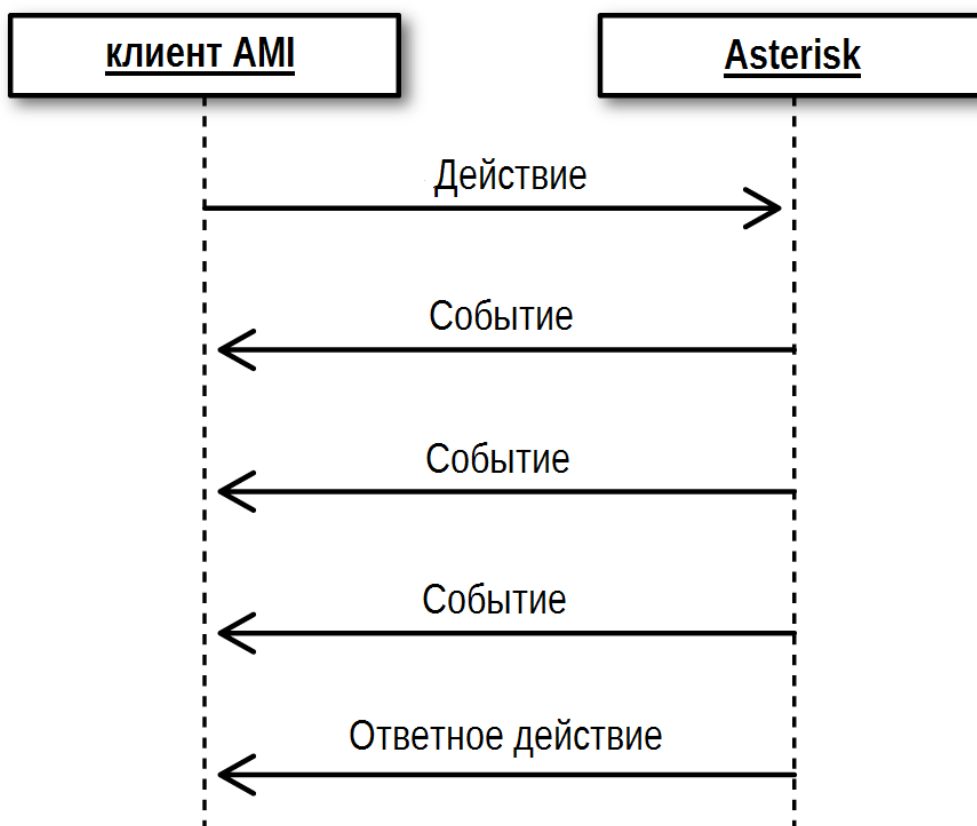 клиент AMI
Asterisk
Действие
Событие
Событие
Событие
Ответное действие